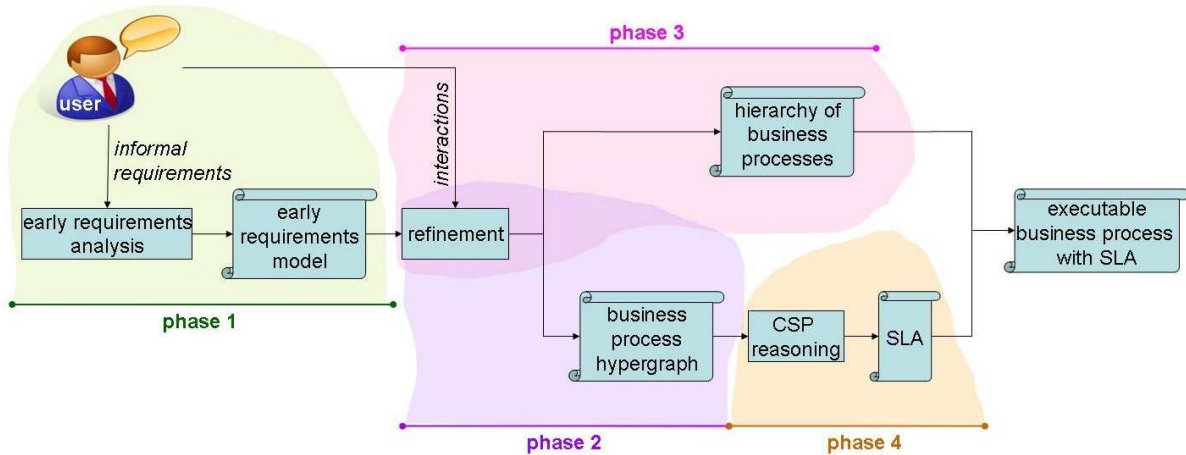 phase 3
user
informal
requirements
interactions
hierarchy of
business
processes
early requirements
analysis
early
requirements
model
refinement
executable
business process
with SLA
phase 1
business
process
hypergraph
CSP
reasoning
SLA
phase 2
phase 4